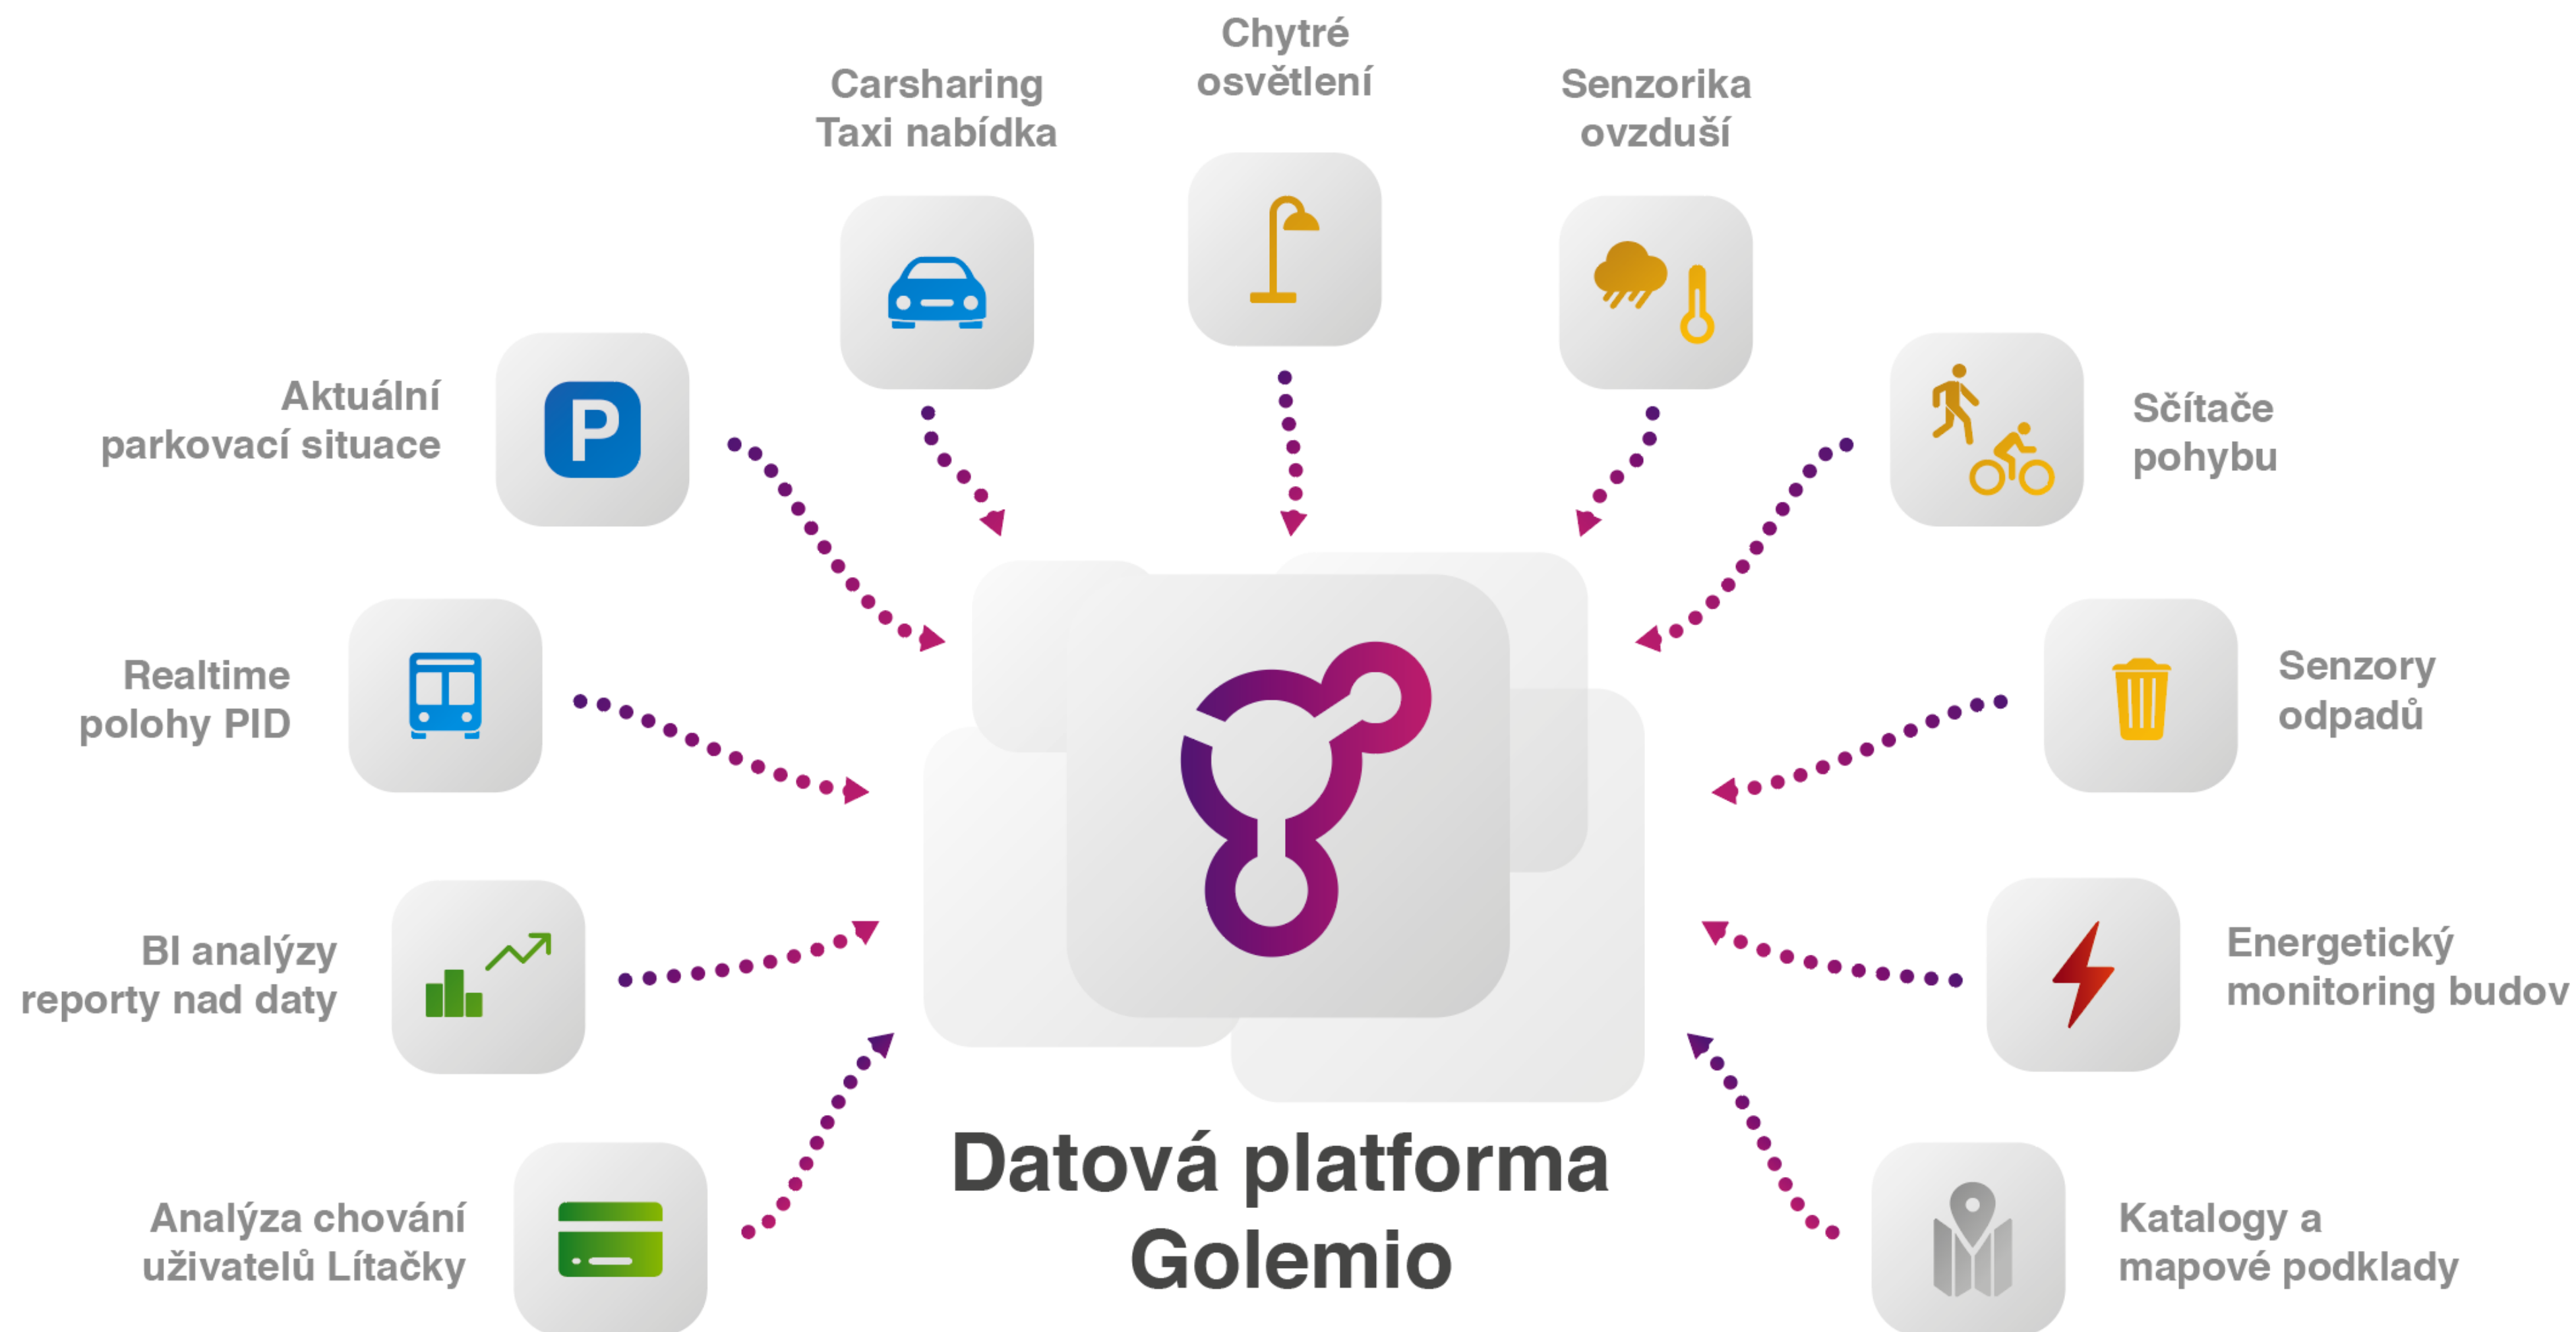 Chytré
osvětlení
Carsharing
Taxi nabídka
Senzorika
ovzduší
Aktuální
parkovací situace
P
Sčítače
pohybu
Realtime
polohy PID
Senzory
odpadů
BI analýzy
reporty nad daty
Energetický
monitoring budov
Analýza chování
uživatelů Lítačky
Katalogy a
mapové podklady
Datová platforma
Golemio